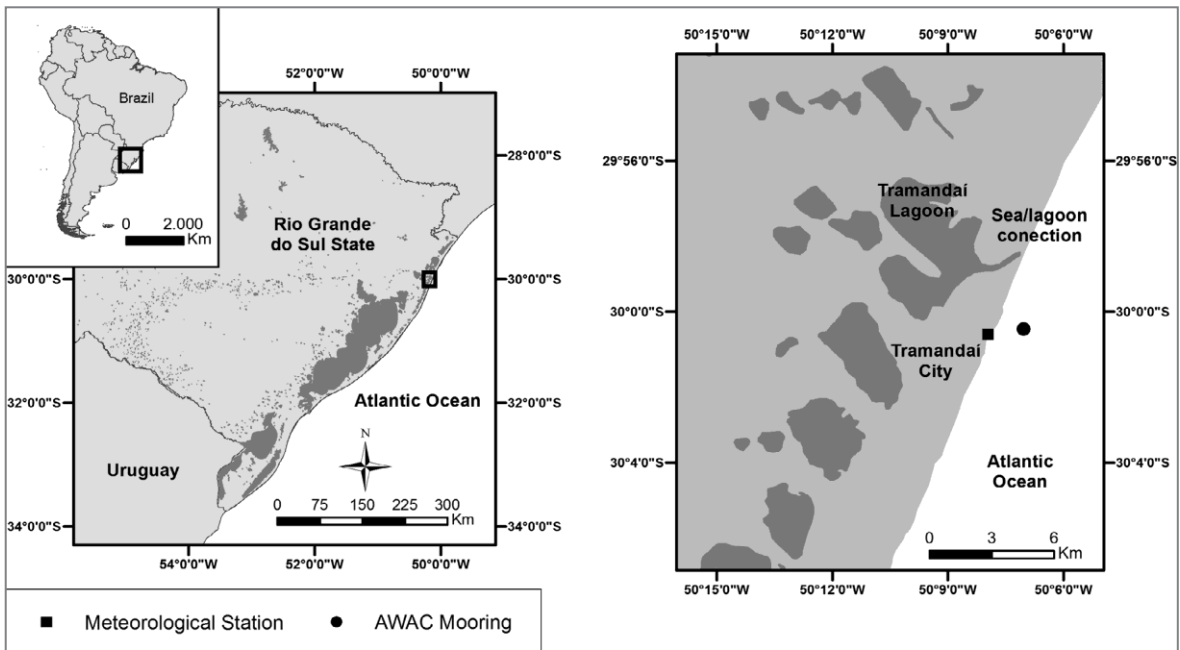 Brazil
0 2.000
Km
52°0'0"W 50°0'0"W
28°0'0"S
30°0'0"S
32°0'0"S
34°0'0"S
Rio Grande
do Sul State
Atlantic Ocean
Uruguay
N
0 75 150 225 300
Km
30°0'0"S
32°0'0"S
34°0'0"S
54°0'0"W 52°0'0"W 50°0'0"W
50°15'0"W 50°12'0"W 50°9'0"W 50°6'0"W
29°56'0"S
30°0'0"S
30°4'0"S
Tramandaí
Lagoon
Sea/lagoon
conection
Tramandaí
City
Atlantic
Ocean
0 3 6
Km
29°56'0"S
30°0'0"S
30°4'0"S
50°15'0"W 50°12'0"W 50°9'0"W 50°6'0"W
Meteorological Station AWAC Mooring